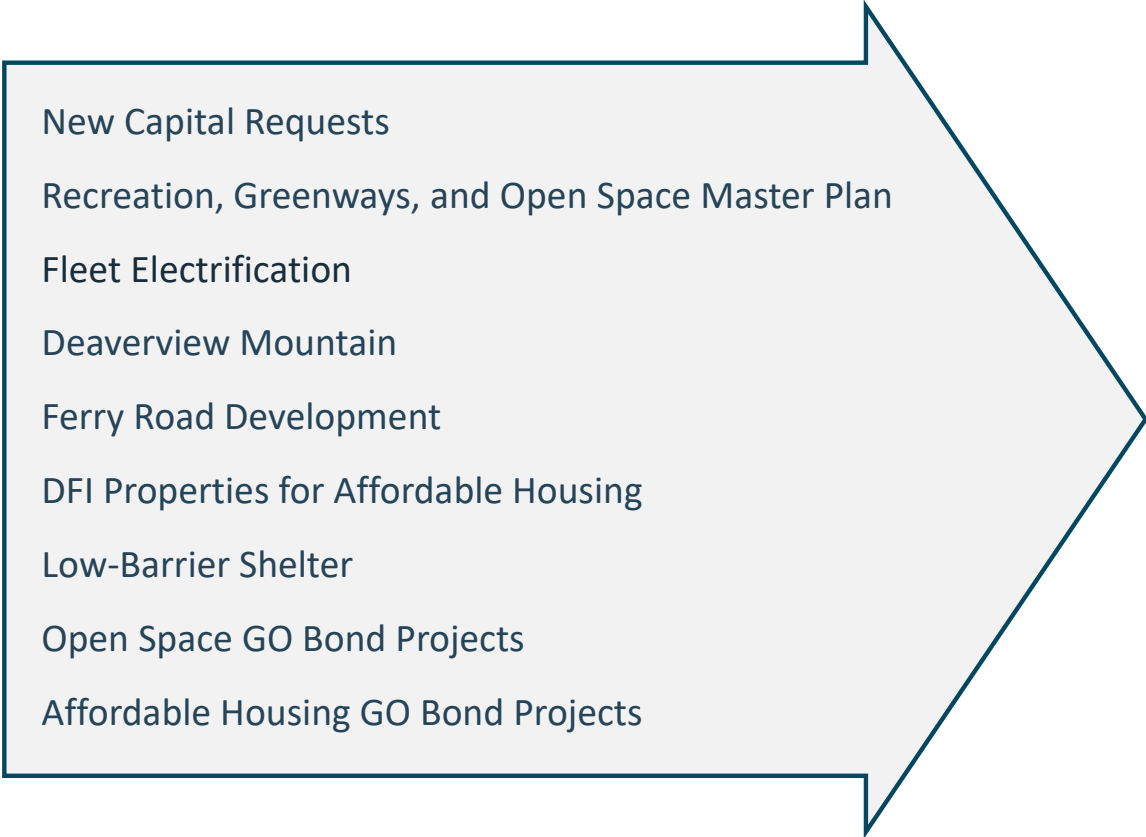 New Capital Requests
Recreation, Greenways, and Open Space Master Plan
Fleet Electrification
Deaverview Mountain
Ferry Road Development
DFI Properties for Affordable Housing
Low-Barrier Shelter
Open Space GO Bond Projects
Affordable Housing GO Bond Projects